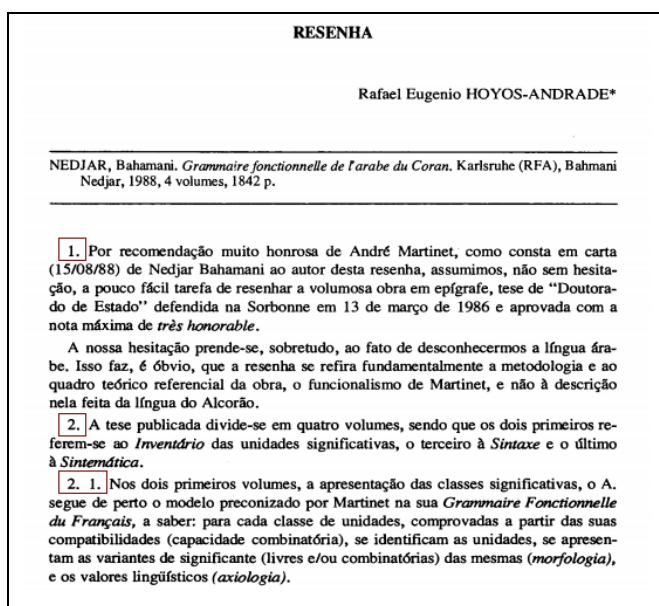 RESENHA
Rafael Eugenio HOYOS-ANDRADE*
NEDJAR, Bahamani. Grammaire fonctionnelle de l'arabe du Coran. Karlsruhe (RFA), Bahmani
Nedjar, 1988, 4 volumes, 1842 p.
1. Por recomendação muito honrosa de André Martinet, como consta em carta
(15/08/88) de Nedjar Bahamani ao autor desta resenha, assumimos, não sem hesita-
ção, a pouco fácil tarefa de resenhar a volumosa obra em epígrafe, tese de “Doutora-
do de Estado” defendida na Sorbonne em 13 de março de 1986 e aprovada com a
nota máxima de três honorable.
A nossa hesitação prende-se, sobretudo, ao fato de desconhecermos a língua ára-
be. Isso faz, é óbvio, que a resenha se refira fundamentalmente a metodologia e ao
quadro teórico referencial da obra, o funcionalismo de Martinet, e não à descrição
nela feita da língua do Alcorão.
2. A tese publicada divide-se em quatro volumes, sendo que os dois primeiros re-
ferem-se ao Inventário das unidades significativas, o terceiro à Sintaxe e o último
à Sintemática.
2. 1. Nos dois primeiros volumes, a apresentação das classes significativas, o A.
segue de perto o modelo preconizado por Martinet na sua Grammaire Fonctionnelle
du Français, a saber: para cada classe de unidades, comprovadas a partir das suas
compatibilidades (capacidade combinatória), se identificam as unidades, se apresen-
tam as variantes de significante (livres e/ou combinatórias) das mesmas (morfologia),
e os valores lingüísticos (axiologia).